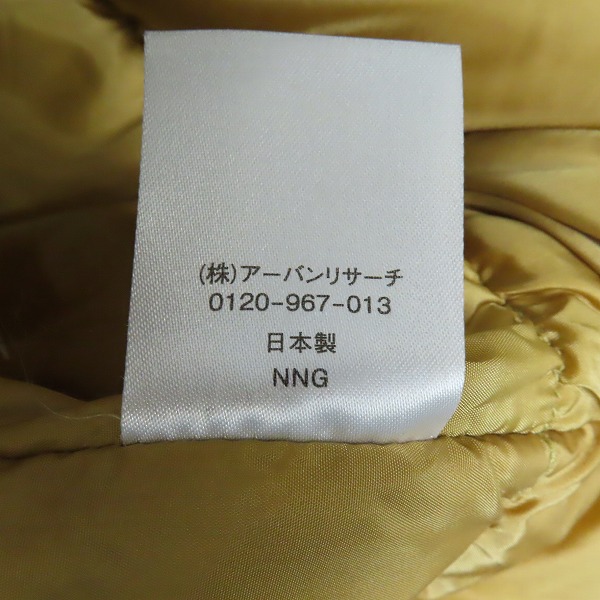 (株)アーバンリサーチ
0120-967-013
日本製
NNG